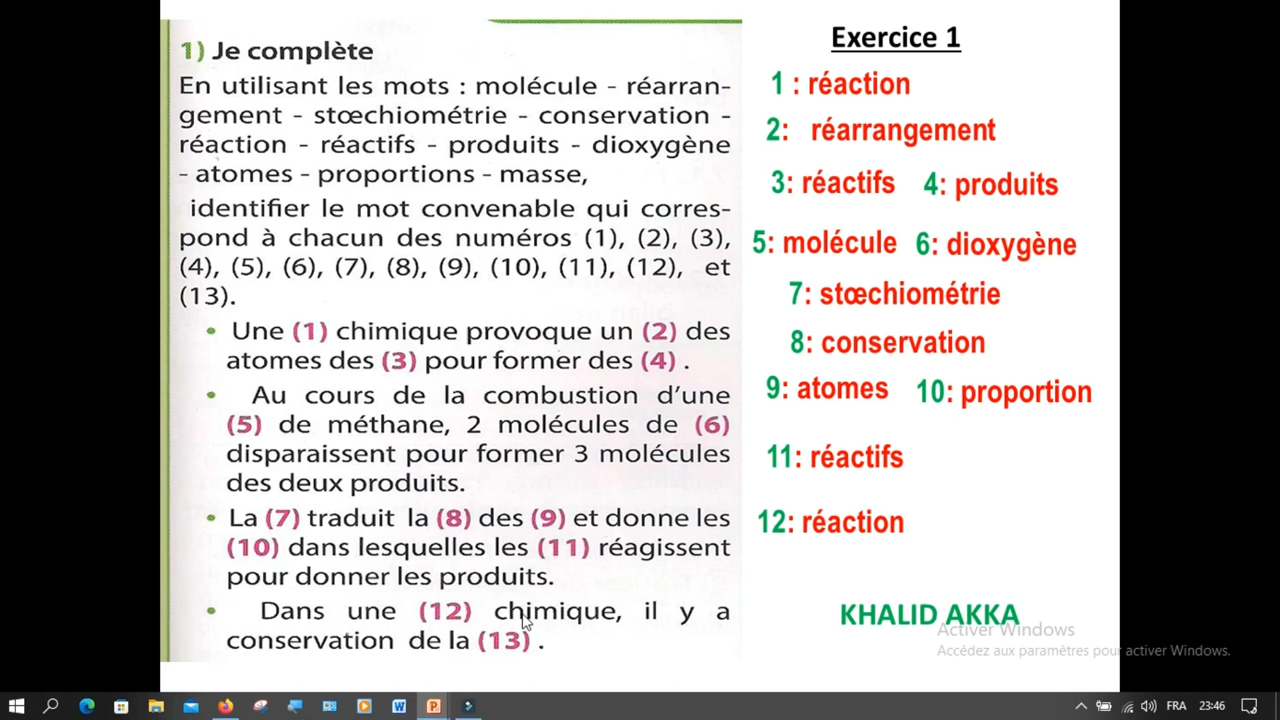 1) Je complète
En utilisant les mots : molécule - réarran-
gement - stœchiométrie - conservation -
réaction - réactifs - produits - dioxygène
- atomes - proportions - masse,
identifier le mot convenable qui corres-
pond à chacun des numéros (1), (2), (3),
(4), (5), (6), (7), (8), (9), (10), (11), (12), et
(13).
• Une (1) chimique provoque un (2) des
atomes des (3) pour former des (4) .
• Au cours de la combustion d'une
(5) de méthane, 2 molécules de (6)
disparaissent pour former 3 molécules
des deux produits.
• La (7) traduit la (8) des (9) et donne les
(10) dans lesquelles les (11) réagissent
pour donner les produits.
• Dans une (12) chimique, il y a
conservation de la (13) .
Exercice 1
1 : réaction
2: réarrangement
3: réactifs 4: produits
5: molécule 6: dioxygène
7: stœchiométrie
8: conservation
9: atomes 10: proportion
11: réactifs
12: réaction
KHALID AKKA
Activer Windows
Accédez aux paramètres pour activer Windows.
FRA 23:46